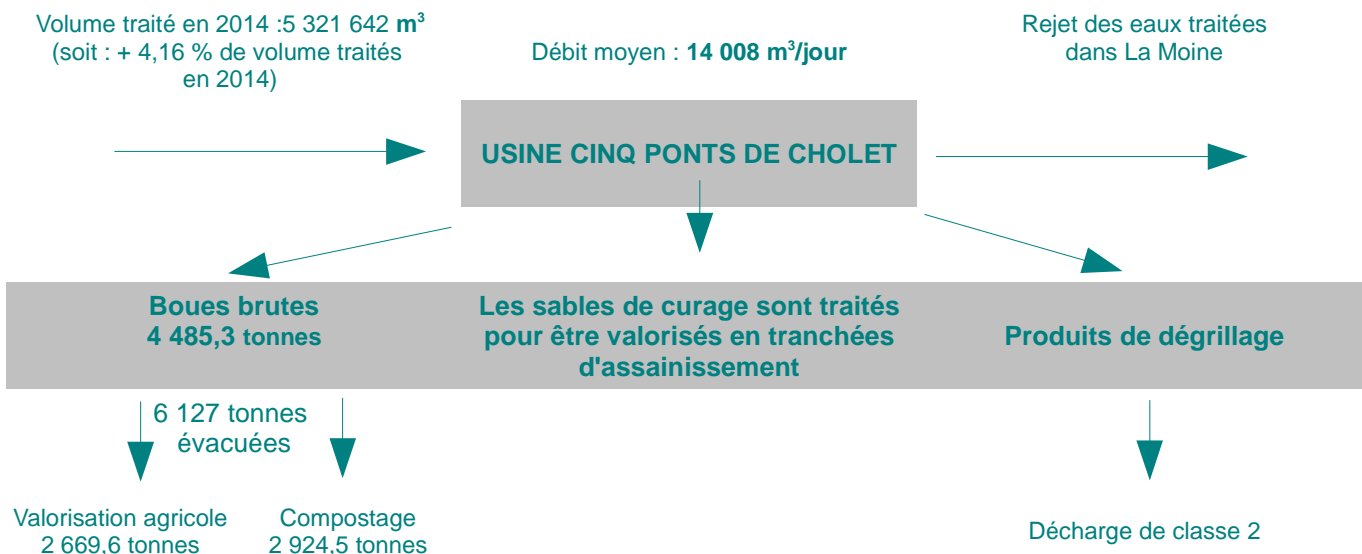 Volume traité en 2014 :5 321 642 m³
(soit : + 4,16 % de volume traités
en 2014)
Débit moyen : 14 008 m³/jour
Rejet des eaux traitées
dans La Moine
USINE CINQ PONTS DE CHOLET
Boues brutes
4 485,3 tonnes
Les sables de curage sont traités
pour être valorisés en tranchées
d'assainissement
Produits de dégrillage
6 127 tonnes
évacuées
Valorisation agricole
2 669,6 tonnes
Compostage
2 924,5 tonnes
Décharge de classe 2